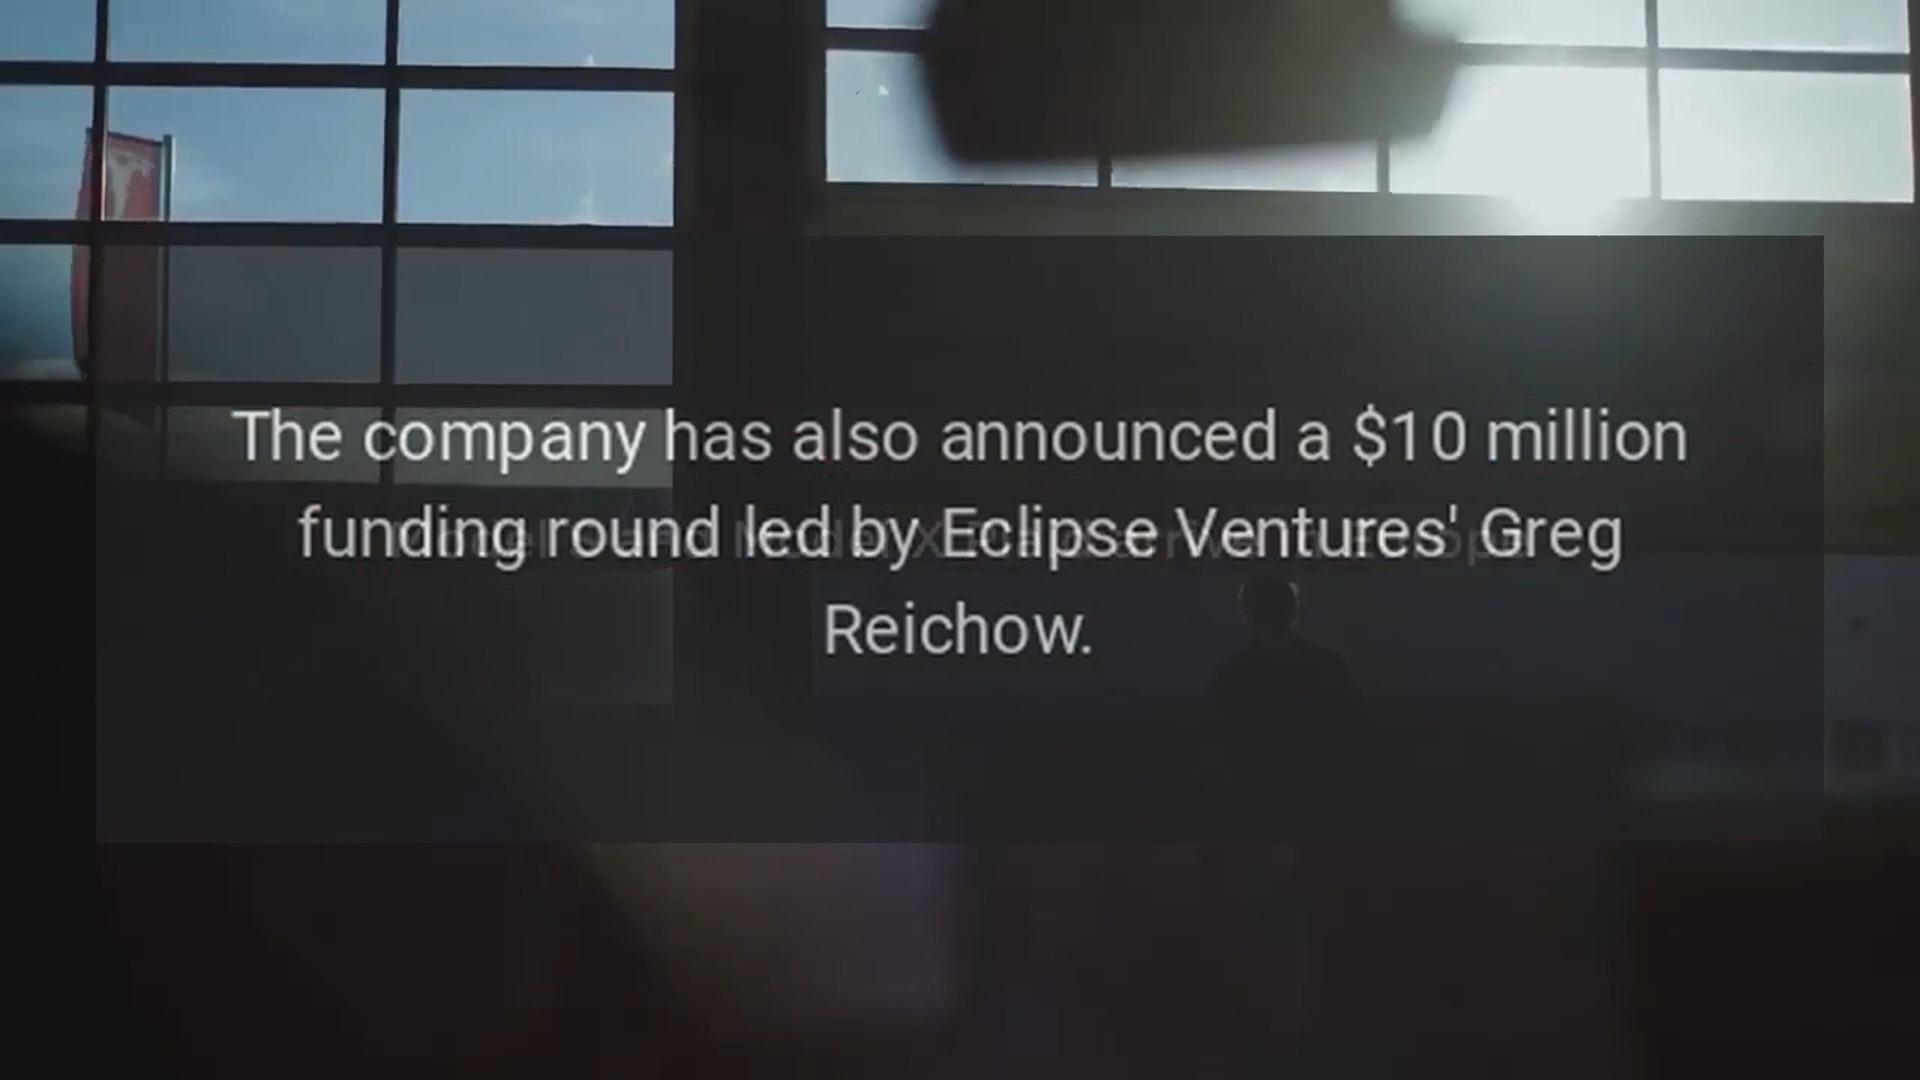 The company has also announced a $10 million
funding round led by Eclipse Ventures' Greg
Reichow.